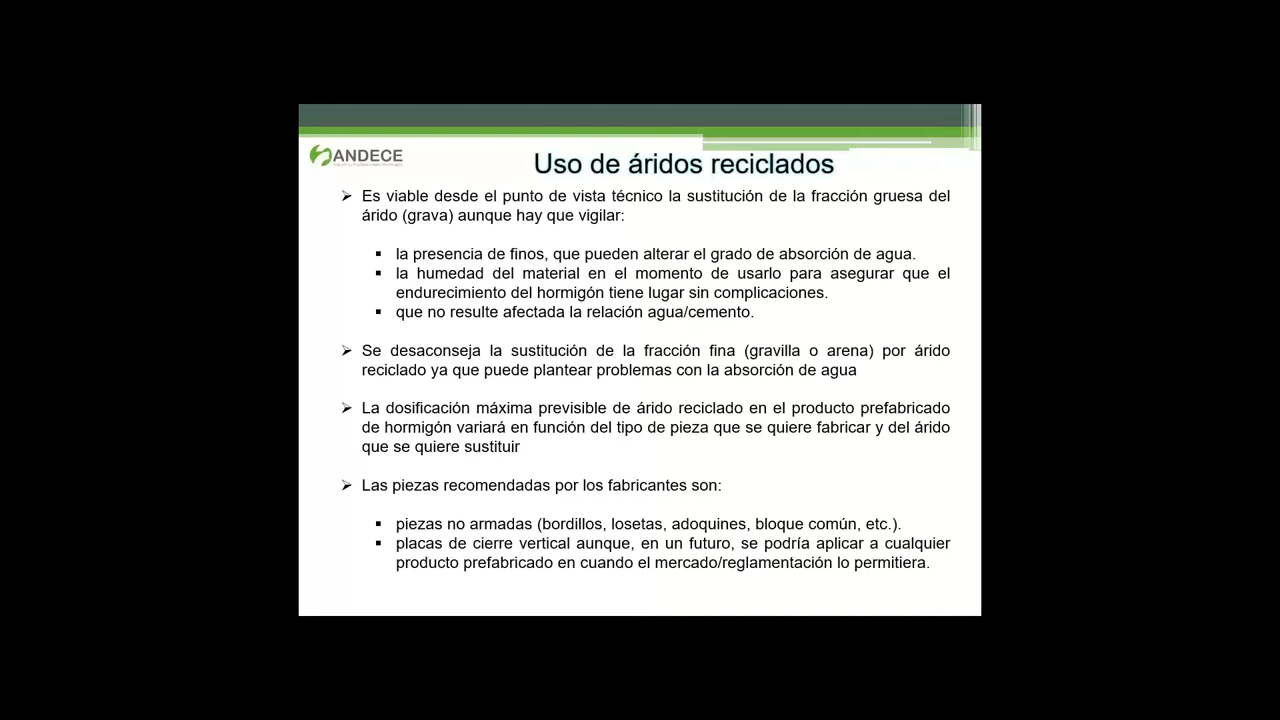 ANDECE
Uso de áridos reciclados
➢ Es viable desde el punto de vista técnico la sustitución de la fracción gruesa del
árido (grava) aunque hay que vigilar:
▪ la presencia de finos, que pueden alterar el grado de absorción de agua.
▪ la humedad del material en el momento de usarlo para asegurar que el
endurecimiento del hormigón tiene lugar sin complicaciones.
▪ que no resulte afectada la relación agua/cemento.
➢ Se desaconseja la sustitución de la fracción fina (gravilla o arena) por árido
reciclado ya que puede plantear problemas con la absorción de agua
➢ La dosificación máxima previsible de árido reciclado en el producto prefabricado
de hormigón variará en función del tipo de pieza que se quiere fabricar y del árido
que se quiere sustituir
➢ Las piezas recomendadas por los fabricantes son:
▪ piezas no armadas (bordillos, losetas, adoquines, bloque común, etc.).
▪ placas de cierre vertical aunque, en un futuro, se podría aplicar a cualquier
producto prefabricado en cuando el mercado/reglamentación lo permitiera.